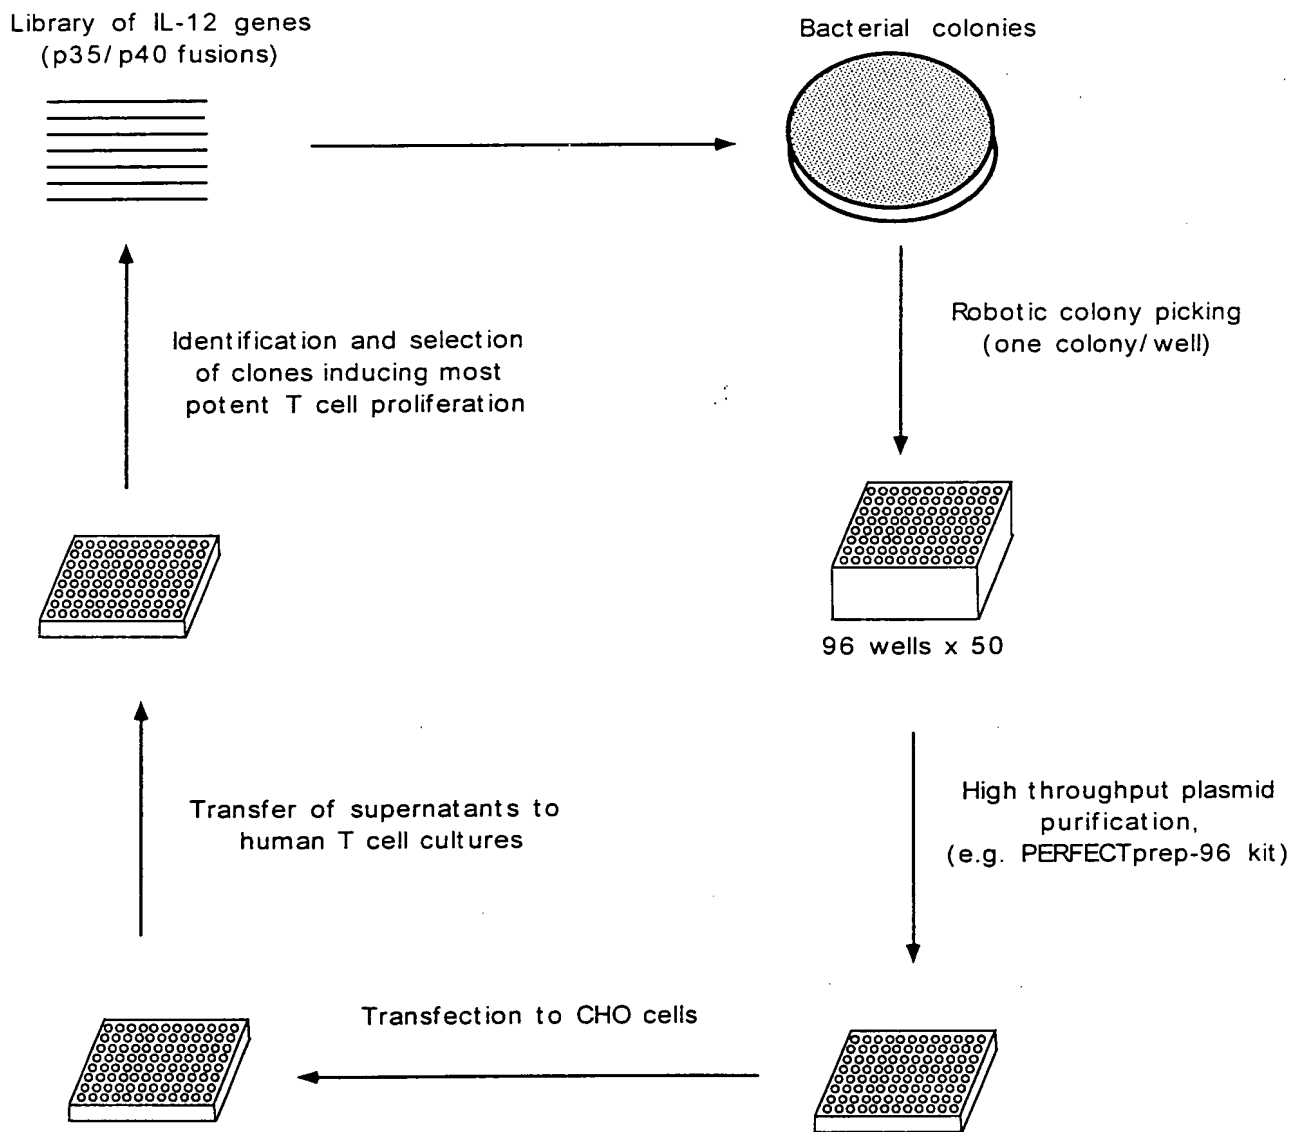 Library of IL-12 genes
(p35/p40 fusions)
Bacterial colonies
Robotic colony picking
(one colony/well)
Identification and selection
of clones inducing most
potent T cell proliferation
96 wells x 50
High throughput plasmid
purification,
(e.g. PERFECTprep-96 kit)
Transfer of supernatants to
human T cell cultures
Transfection to CHO cells